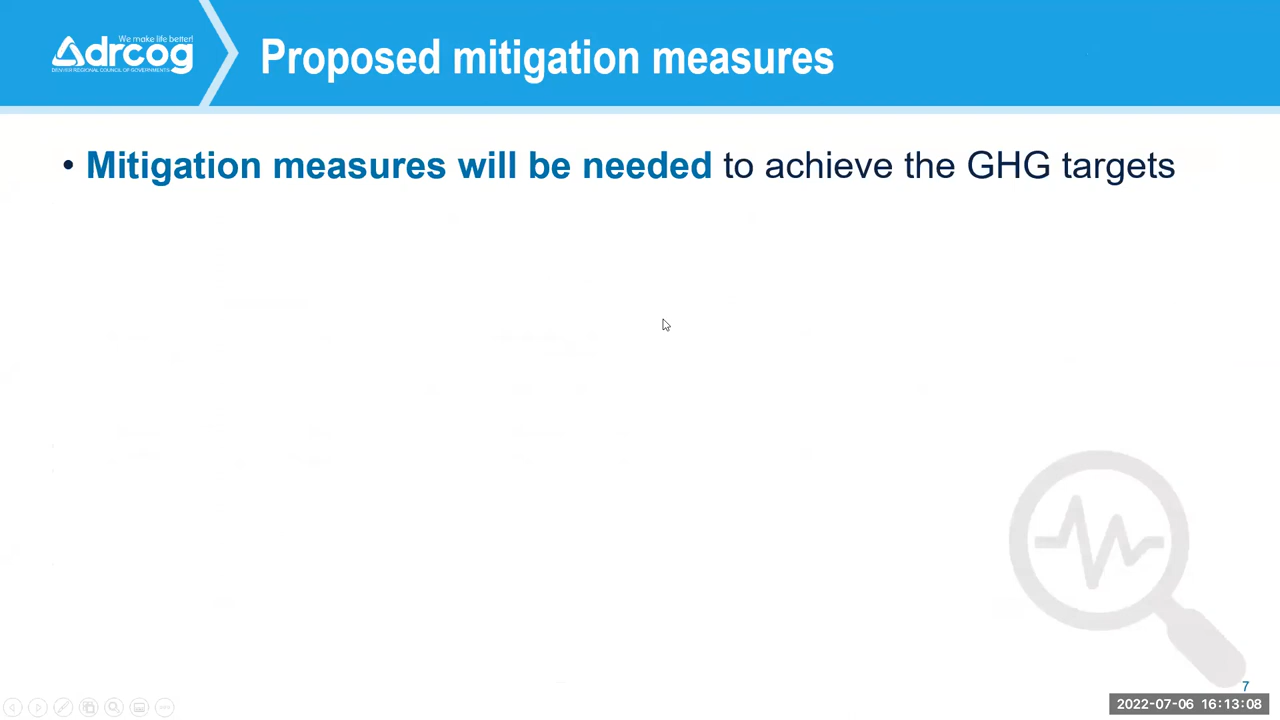 We make life better!
drcog
DENVER REGIONAL COUNCIL OF GOVERNMENTS
Proposed mitigation measures
• Mitigation measures will be needed to achieve the GHG targets
7
2022-07-06 16:13:08